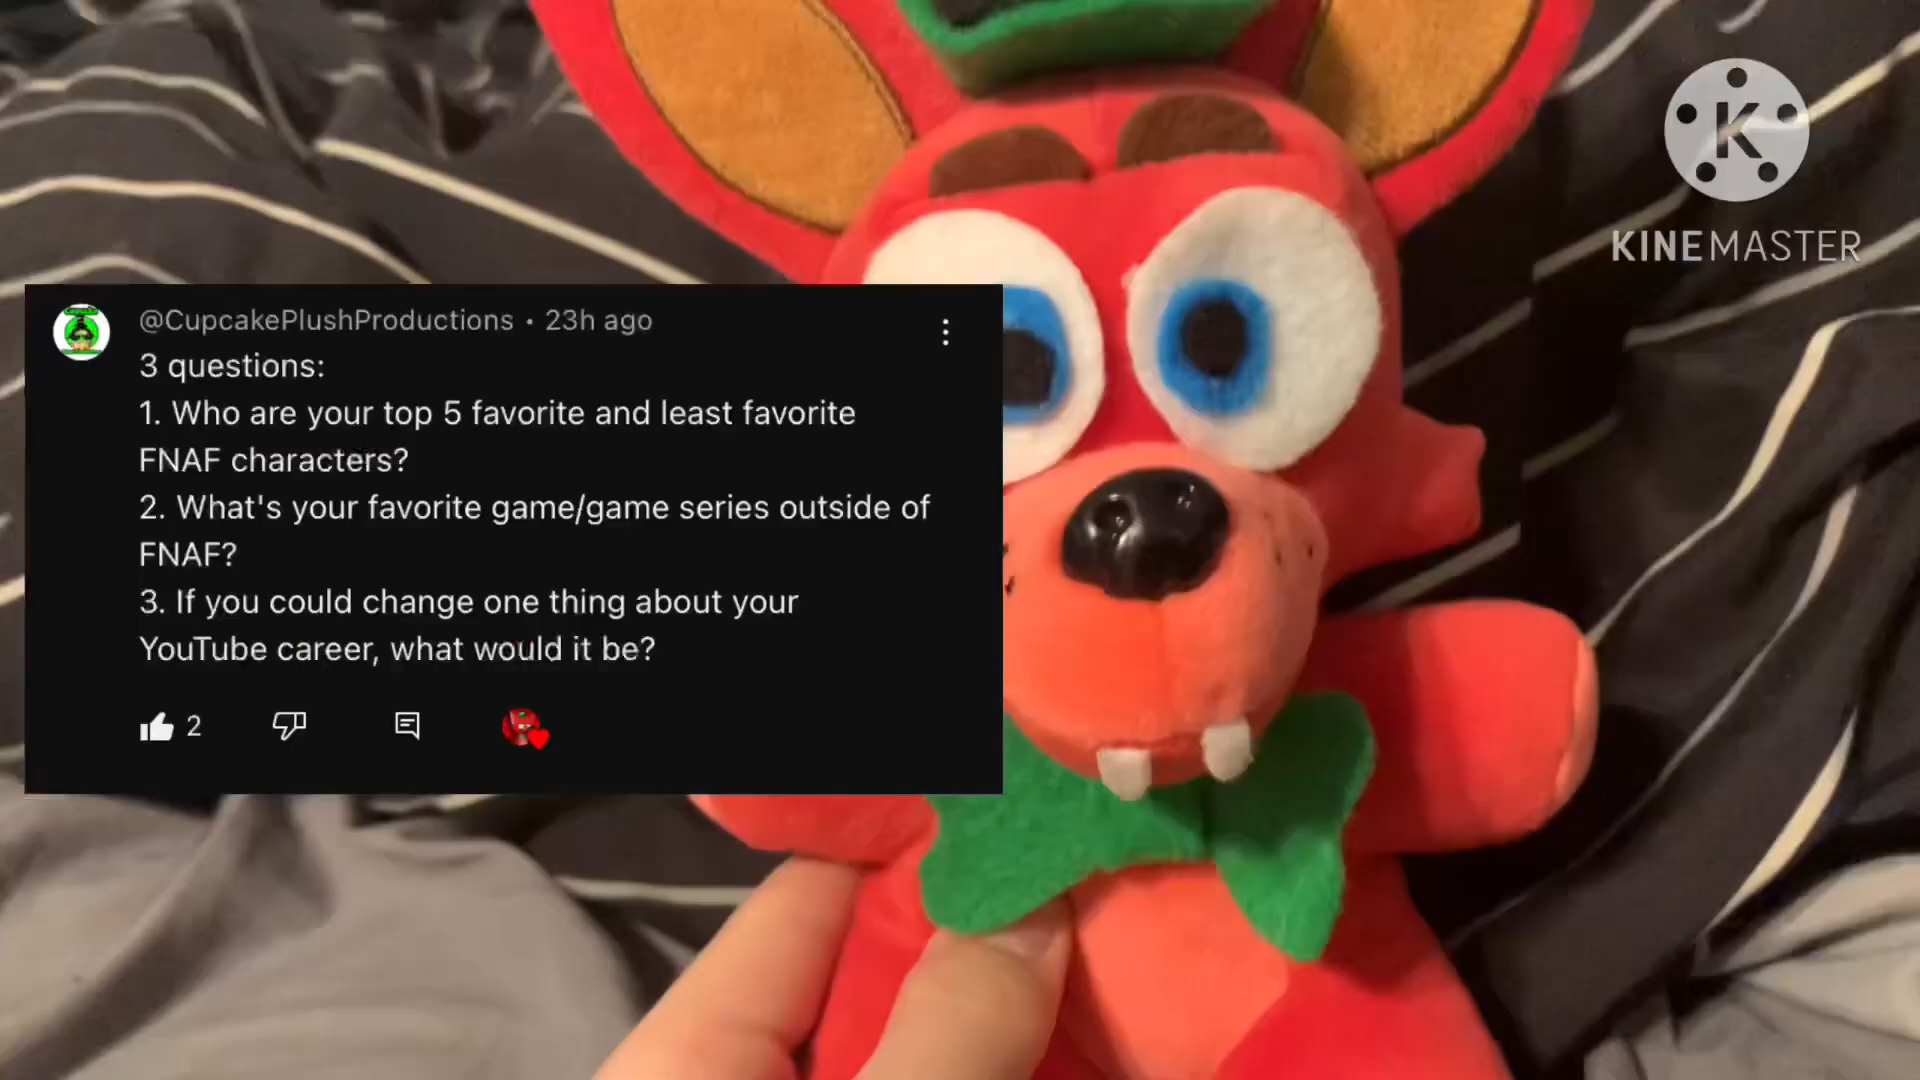 @CupcakePlushProductions • 23h ago
3 questions:
1. Who are your top 5 favorite and least favorite
FNAF characters?
2. What's your favorite game/game series outside of
FNAF?
3. If you could change one thing about your
YouTube career, what would it be?
2
K
KINEMASTER